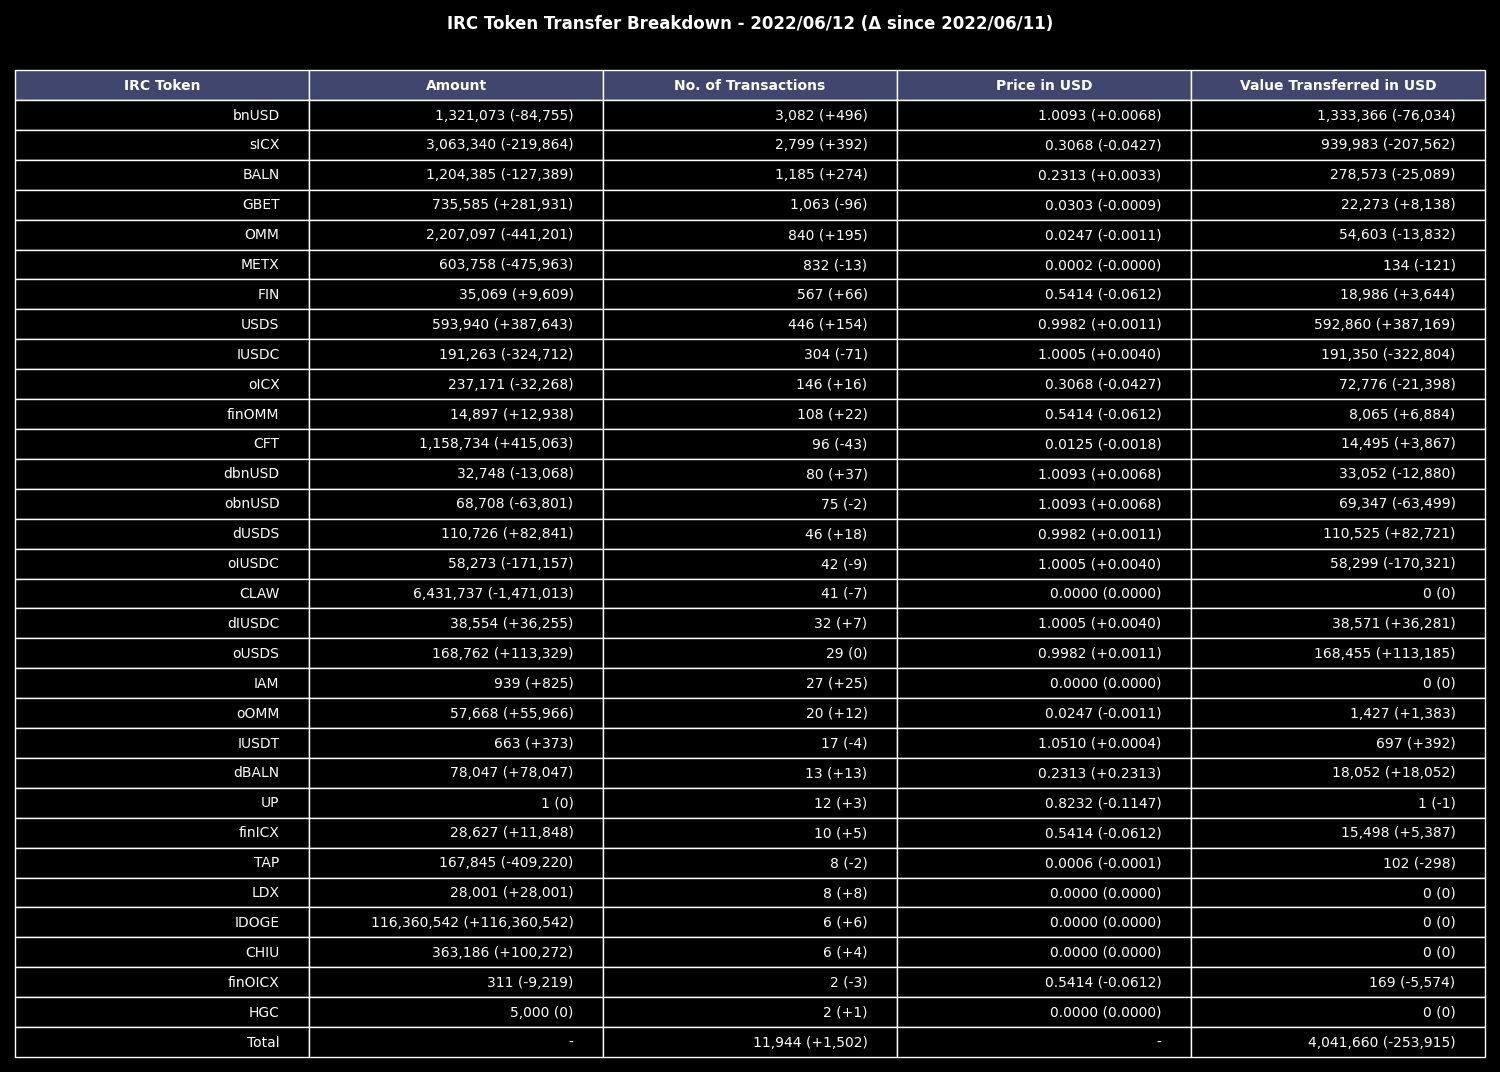 IRC Token Transfer Breakdown - 2022/06/12 (Δ since 2022/06/11)
IRC Token Amount No. of Transactions Price in USD Value Transferred in USD
bnUSD 1,321,073 (-84,755) 3,082 (+496) 1.0093 (+0.0068) 1,333,366 (-76,034)
sICX 3,063,340 (-219,864) 2,799 (+392) 0.3068 (-0.0427) 939,983 (-207,562)
BALN 1,204,385 (-127,389) 1,185 (+274) 0.2313 (+0.0033) 278,573 (-25,089)
GBET 735,585 (+281,931) 1,063 (-96) 0.0303 (-0.0009) 22,273 (+8,138)
OMM 2,207,097 (-441,201) 840 (+195) 0.0247 (-0.0011) 54,603 (-13,832)
METX 603,758 (-475,963) 832 (-13) 0.0002 (-0.0000) 134 (-121)
FIN 35,069 (+9,609) 567 (+66) 0.5414 (-0.0612) 18,986 (+3,644)
USDS 593,940 (+387,643) 446 (+154) 0.9982 (+0.0011) 592,860 (+387,169)
IUSDC 191,263 (-324,712) 304 (-71) 1.0005 (+0.0040) 191,350 (-322,804)
oICX 237,171 (-32,268) 146 (+16) 0.3068 (-0.0427) 72,776 (-21,398)
finOMM 14,897 (+12,938) 108 (+22) 0.5414 (-0.0612) 8,065 (+6,884)
CFT 1,158,734 (+415,063) 96 (-43) 0.0125 (-0.0018) 14,495 (+3,867)
dbnUSD 32,748 (-13,068) 80 (+37) 1.0093 (+0.0068) 33,052 (-12,880)
obnUSD 68,708 (-63,801) 75 (-2) 1.0093 (+0.0068) 69,347 (-63,499)
dUSDS 110,726 (+82,841) 46 (+18) 0.9982 (+0.0011) 110,525 (+82,721)
oIUSDC 58,273 (-171,157) 42 (-9) 1.0005 (+0.0040) 58,299 (-170,321)
CLAW 6,431,737 (-1,471,013) 41 (-7) 0.0000 (0.0000) 0 (0)
dIUSDC 38,554 (+36,255) 32 (+7) 1.0005 (+0.0040) 38,571 (+36,281)
oUSDS 168,762 (+113,329) 29 (0) 0.9982 (+0.0011) 168,455 (+113,185)
IAM 939 (+825) 27 (+25) 0.0000 (0.0000) 0 (0)
oOMM 57,668 (+55,966) 20 (+12) 0.0247 (-0.0011) 1,427 (+1,383)
IUSDT 663 (+373) 17 (-4) 1.0510 (+0.0004) 697 (+392)
dBALN 78,047 (+78,047) 13 (+13) 0.2313 (+0.2313) 18,052 (+18,052)
UP 1 (0) 12 (+3) 0.8232 (-0.1147) 1 (-1)
finICX 28,627 (+11,848) 10 (+5) 0.5414 (-0.0612) 15,498 (+5,387)
TAP 167,845 (-409,220) 8 (-2) 0.0006 (-0.0001) 102 (-298)
LDX 28,001 (+28,001) 8 (+8) 0.0000 (0.0000) 0 (0)
IDOGE 116,360,542 (+116,360,542) 6 (+6) 0.0000 (0.0000) 0 (0)
CHIU 363,186 (+100,272) 6 (+4) 0.0000 (0.0000) 0 (0)
finOICX 311 (-9,219) 2 (-3) 0.5414 (-0.0612) 169 (-5,574)
HGC 5,000 (0) 2 (+1) 0.0000 (0.0000) 0 (0)
Total - 11,944 (+1,502) - 4,041,660 (-253,915)